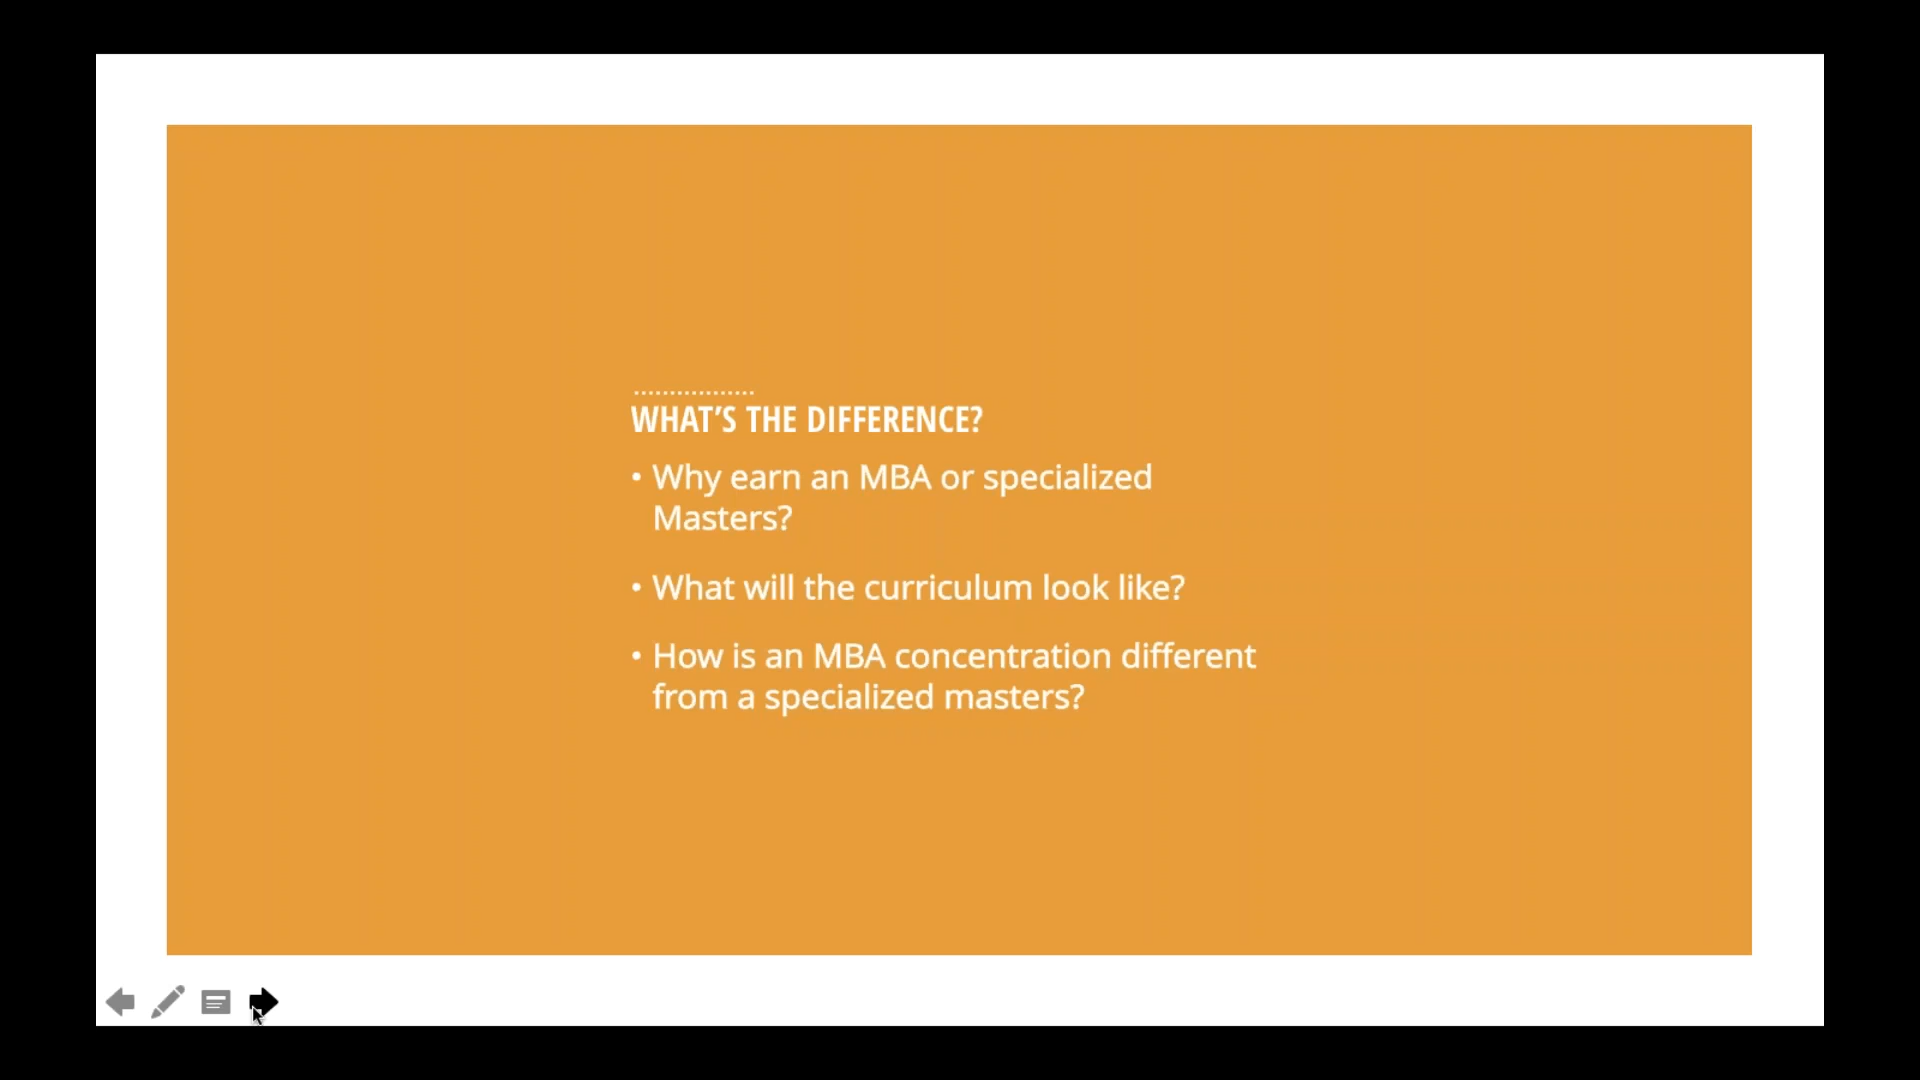 WHAT’S THE DIFFERENCE?
• Why earn an MBA or specialized
Masters?
• What will the curriculum look like?
• How is an MBA concentration different
from a specialized masters?